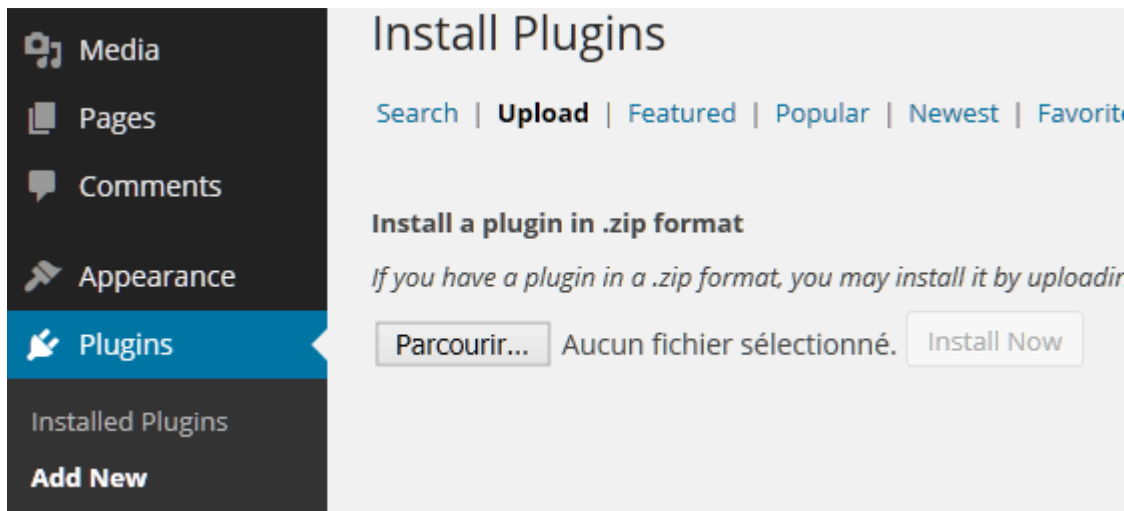 Media
Pages
Comments
Appearance
Plugins
Installed Plugins
Add New
Install Plugins
Search | Upload | Featured | Popular | Newest | Favorite
Install a plugin in .zip format
If you have a plugin in a .zip format, you may install it by uploadin
Parcourir... Aucun fichier sélectionné. Install Now